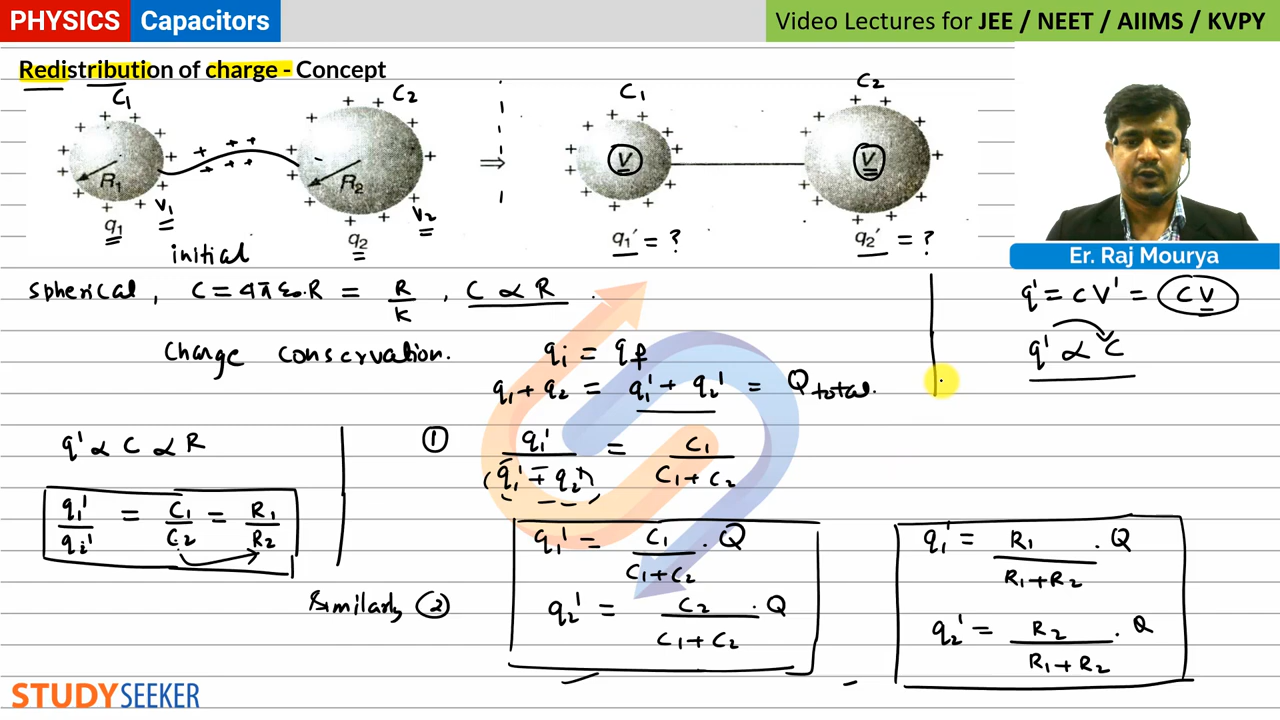 PHYSICS Capacitors
Video Lectures for JEE / NEET / AIIMS / KVPY
Redistribution of charge - Concept
C₁ C₂ C₁ C₂
R₁ R₂ ⇒ V V
V₁ V₂
q₁ q₂ q₁' = ? q₂' = ?
initial
Er. Raj Mourya
Spherical, C = 4πε₀.R = R/K , C ∝ R .
q' = CV' = CV
Charge conservation. qi = qf
q' ∝ C
q₁ + q₂ = q₁' + q₂' = Qtotal.
q' ∝ C ∝ R
① q₁'/(q₁' + q₂') = C₁/(C₁+C₂)
q₁'/q₂' = C₁/C₂ = R₁/R₂
q₁' = C₁/(C₁+C₂) . Q
q₁' = R₁/(R₁+R₂) . Q
Similarly ② q₂' = C₂/(C₁+C₂) . Q
q₂' = R₂/(R₁+R₂) . Q
STUDYSEEKER